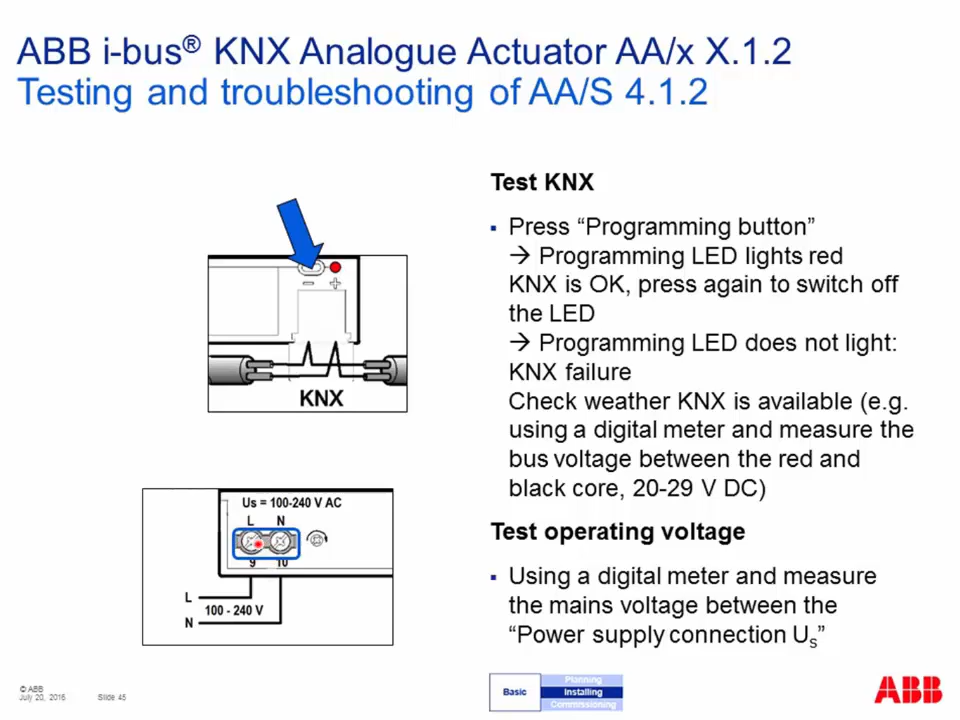 ABB i-bus® KNX Analogue Actuator AA/x X.1.2
Testing and troubleshooting of AA/S 4.1.2
Test KNX
▪ Press “Programming button”
→ Programming LED lights red
KNX is OK, press again to switch off
the LED
→ Programming LED does not light:
KNX failure
Check weather KNX is available (e.g.
using a digital meter and measure the
bus voltage between the red and
black core, 20-29 V DC)
Test operating voltage
▪ Using a digital meter and measure
the mains voltage between the
“Power supply connection Us”
− +
KNX
Us = 100-240 V AC
L N
9 10
L
100 - 240 V
N
© ABB
July 20, 2016 Slide 45
Basic
Planning
Installing
Commissioning
ABB